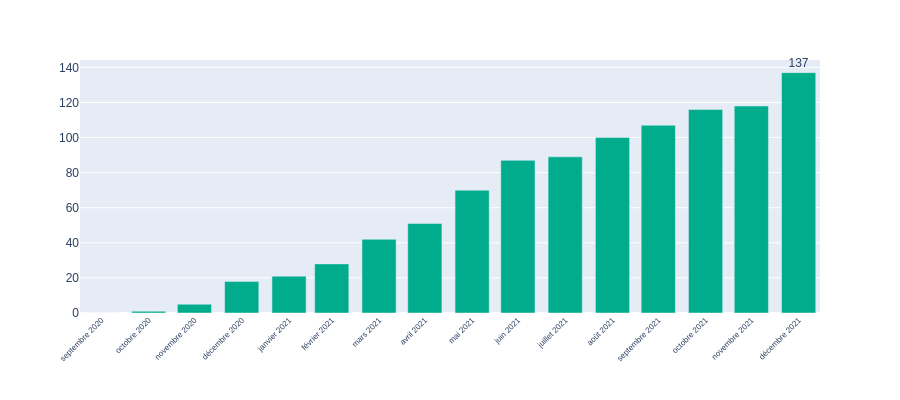 137
140
120
100
80
60
40
20
0
septembre 2020
octobre 2020
novembre 2020
décembre 2020
janvier 2021
février 2021
mars 2021
avril 2021
mai 2021
juin 2021
juillet 2021
août 2021
septembre 2021
octobre 2021
novembre 2021
décembre 2021